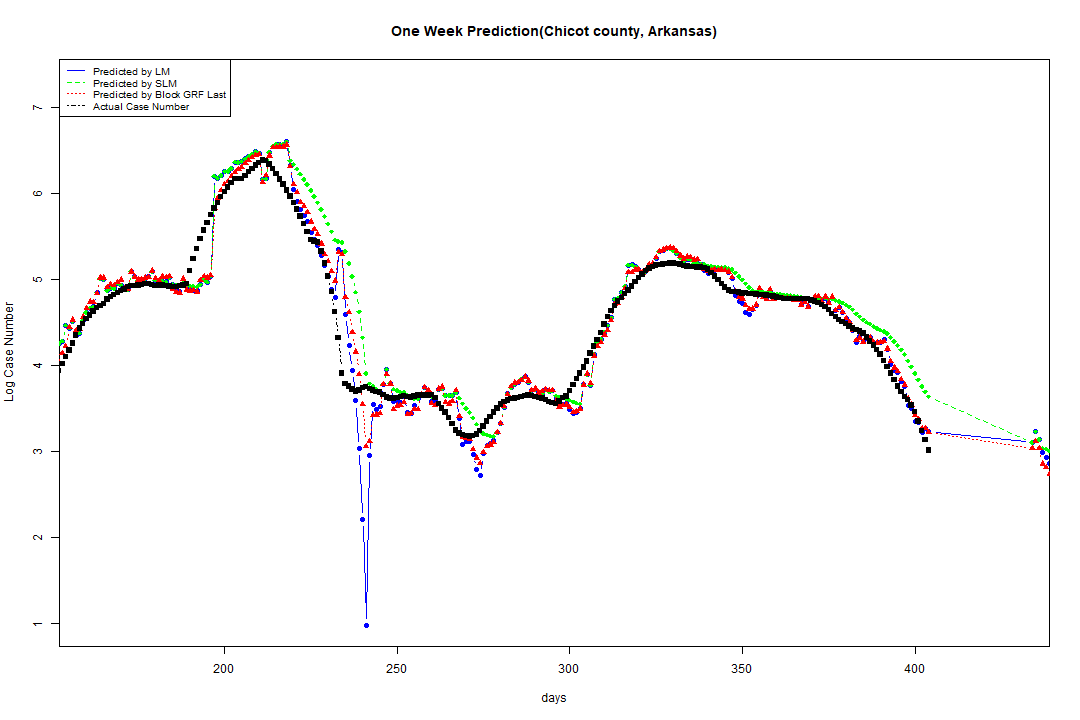 One Week Prediction(Chicot county, Arkansas)
Predicted by LM
Predicted by SLM
Predicted by Block GRF Last
Actual Case Number
Log Case Number
7
6
5
4
3
2
1
200 250 300 350 400
days